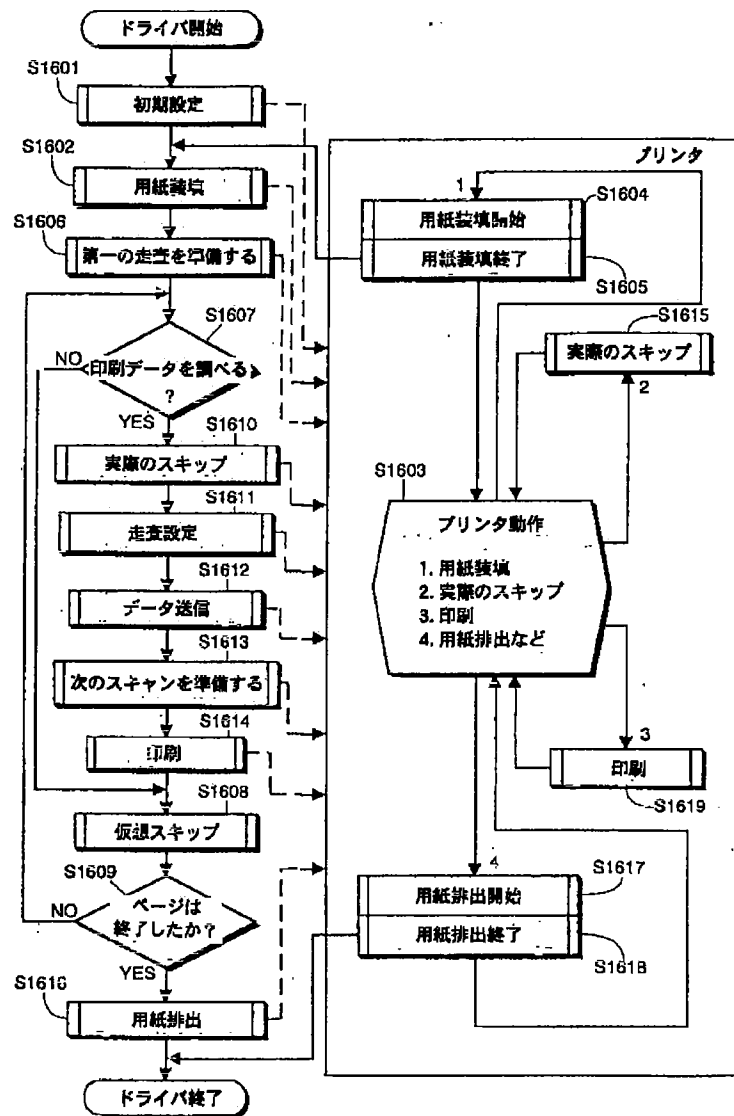 ドライバ開始
S1601
初期設定
S1602
用紙装填
S1606
第一の走査を準備する
S1607
NO
印刷データを調べる
?
YES
S1610
実際のスキップ
S1611
走査設定
S1612
データ送信
S1613
次のスキャンを準備する
S1614
印刷
S1608
仮想スキップ
S1609
NO
ページは
終了したか?
YES
S1616
用紙排出
ドライバ終了
プリンタ
1
S1604
用紙装填開始
用紙装填終了
S1605
S1615
実際のスキップ
2
S1603
プリンタ動作
1. 用紙装填
2. 実際のスキップ
3. 印刷
4. 用紙排出など
3
印刷
S1619
4
S1617
用紙排出開始
用紙排出終了
S1618